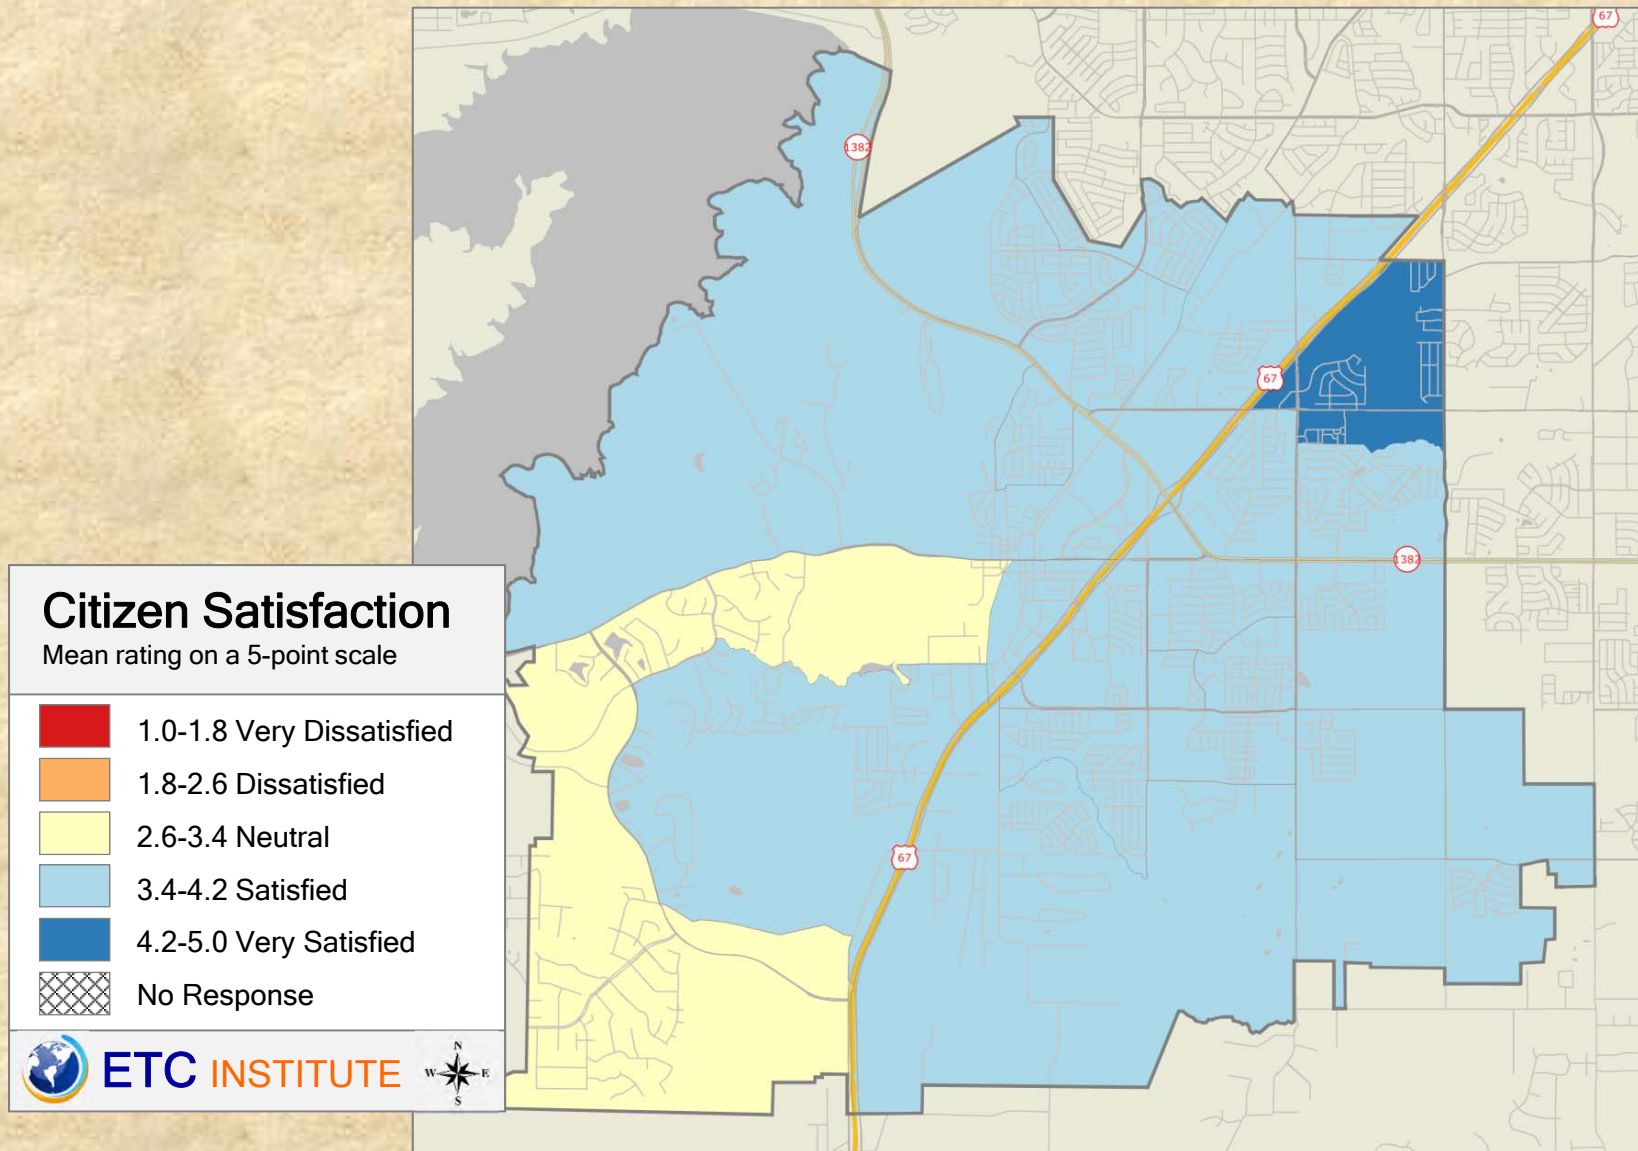 67
1382
67
1382
67
Citizen Satisfaction
Mean rating on a 5-point scale
1.0-1.8 Very Dissatisfied
1.8-2.6 Dissatisfied
2.6-3.4 Neutral
3.4-4.2 Satisfied
4.2-5.0 Very Satisfied
No Response
ETC INSTITUTE
N
W E
S